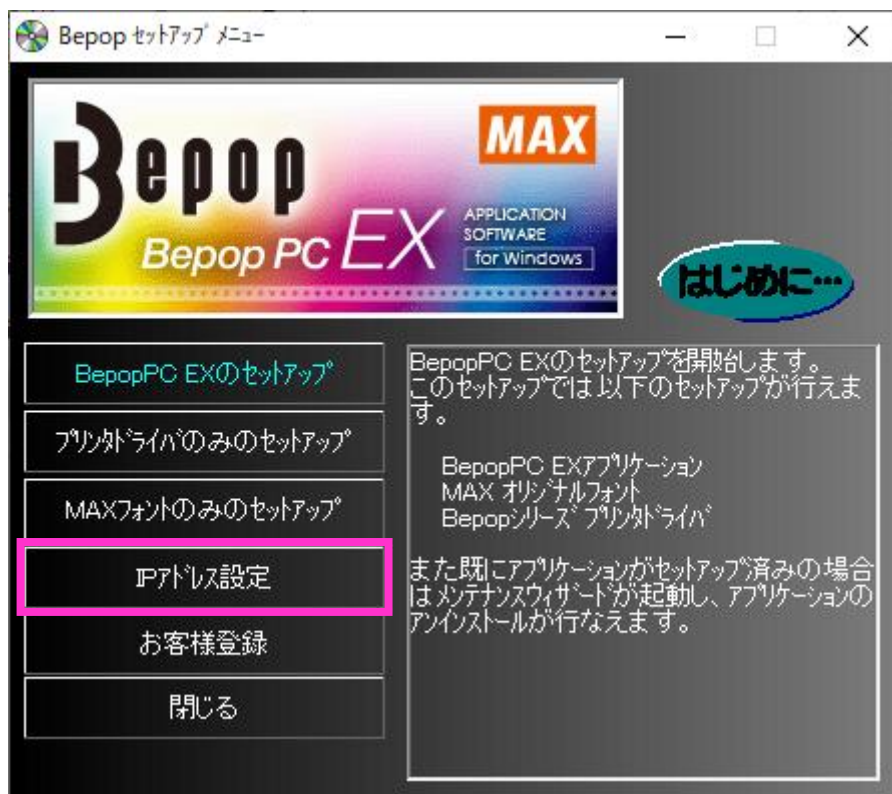 Bepop ｾｯﾄｱｯﾌﾟ ﾒﾆｭｰ
Bepop
MAX
Bepop PC EX
APPLICATION
SOFTWARE
for Windows
はじめに…
BepopPC EXのｾｯﾄｱｯﾌﾟ
ﾌﾟﾘﾝﾀﾄﾞﾗｲﾊﾞのみのｾｯﾄｱｯﾌﾟ
MAXﾌｫﾝﾄのみのｾｯﾄｱｯﾌﾟ
IPｱﾄﾞﾚｽ設定
お客様登録
閉じる
BepopPC EXのｾｯﾄｱｯﾌﾟを開始します。
このｾｯﾄｱｯﾌﾟでは以下のｾｯﾄｱｯﾌﾟが行えま
す。
BepopPC EXｱﾌﾟﾘｹｰｼｮﾝ
MAX ｵﾘｼﾞﾅﾙﾌｫﾝﾄ
Bepopｼﾘｰｽﾞ ﾌﾟﾘﾝﾀﾄﾞﾗｲﾊﾞ
また既にｱﾌﾟﾘｹｰｼｮﾝがｾｯﾄｱｯﾌﾟ済みの場合
はﾒﾝﾃﾅﾝｽｳｨｻﾞｰﾄﾞが起動し、ｱﾌﾟﾘｹｰｼｮﾝの
ｱﾝｲﾝｽﾄｰﾙが行なえます。